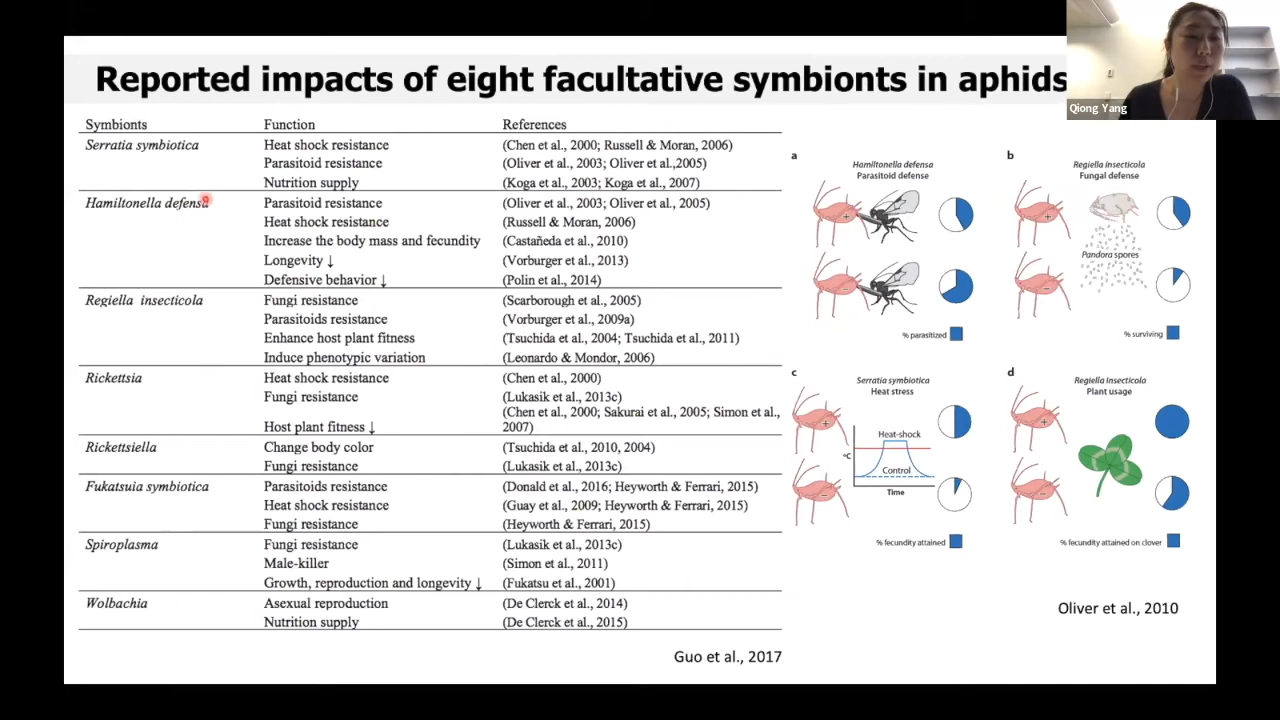 Reported impacts of eight facultative symbionts in aphids
Qiong Yang
Symbionts Function References
Serratia symbiotica Heat shock resistance (Chen et al., 2000; Russell & Moran, 2006)
Parasitoid resistance (Oliver et al., 2003; Oliver et al.,2005)
Nutrition supply (Koga et al., 2003; Koga et al., 2007)
Hamiltonella defensa Parasitoid resistance (Oliver et al., 2003; Oliver et al., 2005)
Heat shock resistance (Russell & Moran, 2006)
Increase the body mass and fecundity (Castañeda et al., 2010)
Longevity ↓ (Vorburger et al., 2013)
Defensive behavior ↓ (Polin et al., 2014)
Regiella insecticola Fungi resistance (Scarborough et al., 2005)
Parasitoids resistance (Vorburger et al., 2009a)
Enhance host plant fitness (Tsuchida et al., 2004; Tsuchida et al., 2011)
Induce phenotypic variation (Leonardo & Mondor, 2006)
Rickettsia Heat shock resistance (Chen et al., 2000)
Fungi resistance (Lukasik et al., 2013c)
(Chen et al., 2000; Sakurai et al., 2005; Simon et al.,
Host plant fitness ↓ 2007)
Rickettsiella Change body color (Tsuchida et al., 2010, 2004)
Fungi resistance (Lukasik et al., 2013c)
Fukatsuia symbiotica Parasitoids resistance (Donald et al., 2016; Heyworth & Ferrari, 2015)
Heat shock resistance (Guay et al., 2009; Heyworth & Ferrari, 2015)
Fungi resistance (Heyworth & Ferrari, 2015)
Spiroplasma Fungi resistance (Lukasik et al., 2013c)
Male-killer (Simon et al., 2011)
Growth, reproduction and longevity ↓ (Fukatsu et al., 2001)
Wolbachia Asexual reproduction (De Clerck et al., 2014)
Nutrition supply (De Clerck et al., 2015)
Guo et al., 2017
a
Hamiltonella defensa
Parasitoid defense
+
–
% parasitized
b
Regiella insecticola
Fungal defense
+
Pandora spores
–
% surviving
c
Serratia symbiotica
Heat stress
+
–
°C
Heat-shock
Control
Time
% fecundity attained
d
Regiella insecticola
Plant usage
+
–
% fecundity attained on clover
Oliver et al., 2010